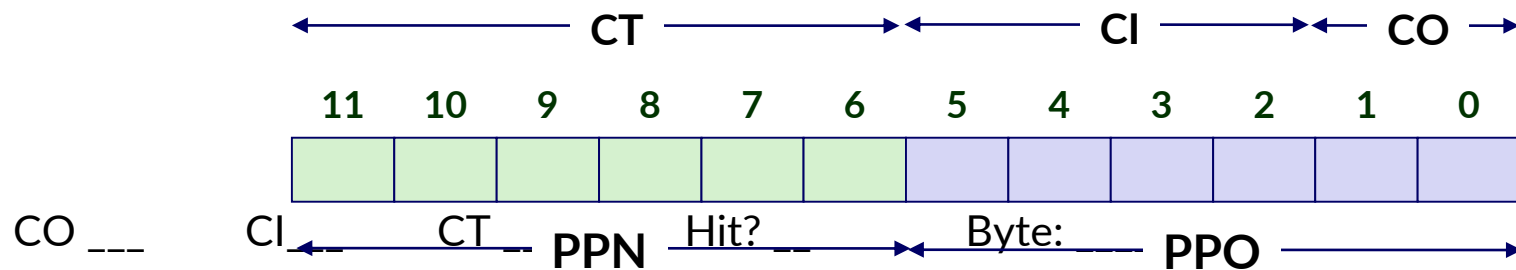 CT CI CO
11 10 9 8 7 6 5 4 3 2 1 0
CO ___ CI___ CT __ Hit? __ Byte: ____
PPN PPO